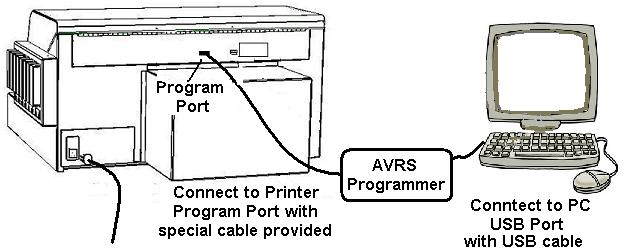 Program
Port
AVRS
Programmer
Connect to Printer
Program Port with
special cable provided
Conntect to PC
USB Port
with USB cable